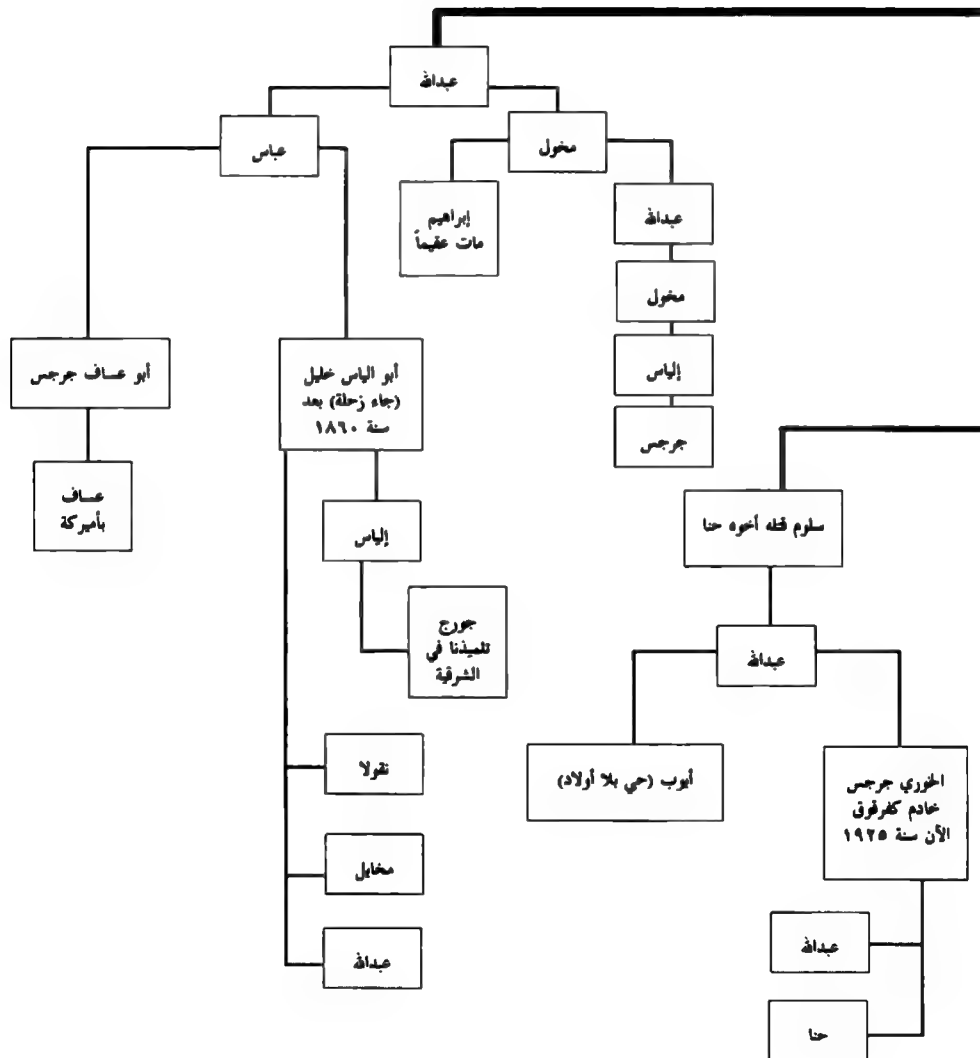 عبدالله
مخول
عباس
عبدالله
إبراهيم
مات عقيماً
مخول
إلياس
جرجس
أبو الياس خليل
(جاء زحلة) بعد
سنة ١٨٦٠
أبو عساف جرجس
عساف
بأميركة
إلياس
جورج
تلميذنا في
الشرقية
نقولا
مخايل
عبدالله
سلوم قتله أخوه حنا
عبدالله
الخوري جرجس
خادم كفرقوق
الآن سنة ١٩٢٥
أيوب (حي بلا أولاد)
عبدالله
حنا